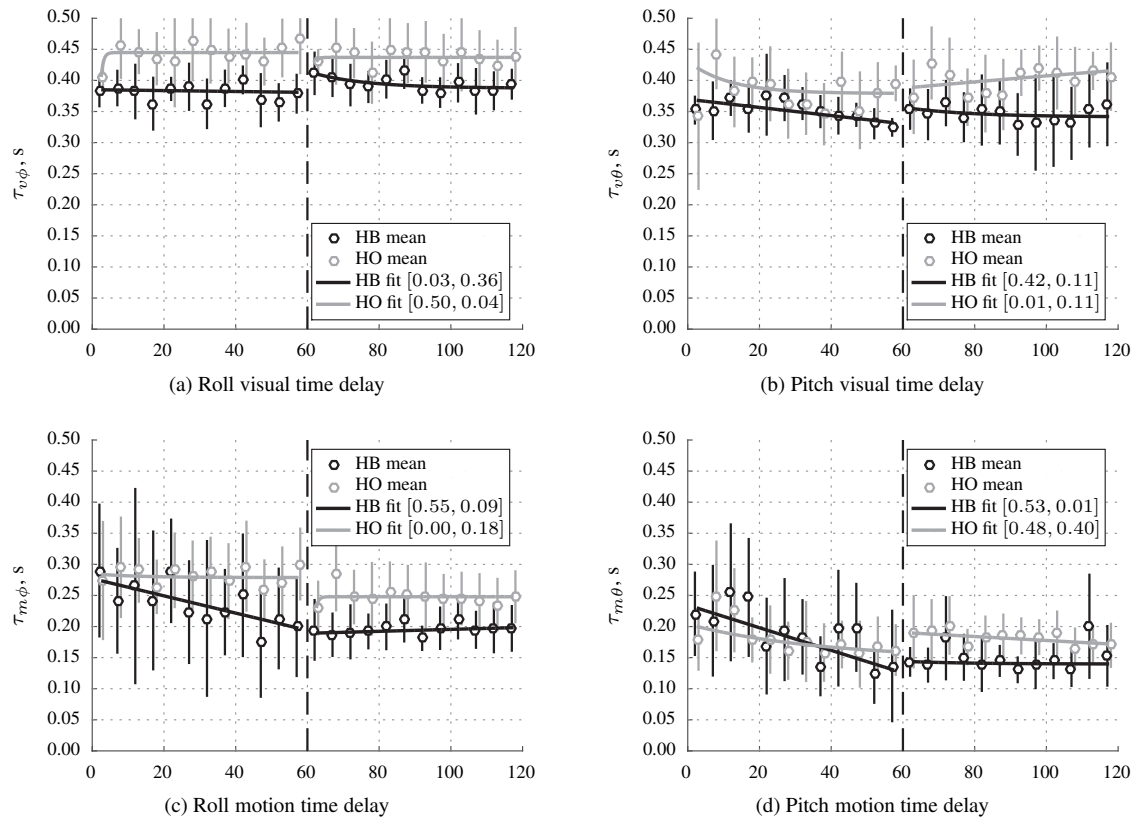 0.50
0.45
0.40
0.35
0.30
0.25
0.20
0.15
0.10
0.05
0.00
τvϕ, s
HB mean
HO mean
HB fit [0.03, 0.36]
HO fit [0.50, 0.04]
0 20 40 60 80 100 120
(a) Roll visual time delay
0.50
0.45
0.40
0.35
0.30
0.25
0.20
0.15
0.10
0.05
0.00
τvθ, s
HB mean
HO mean
HB fit [0.42, 0.11]
HO fit [0.01, 0.11]
0 20 40 60 80 100 120
(b) Pitch visual time delay
0.50
0.45
0.40
0.35
0.30
0.25
0.20
0.15
0.10
0.05
0.00
τmϕ, s
HB mean
HO mean
HB fit [0.55, 0.09]
HO fit [0.00, 0.18]
0 20 40 60 80 100 120
(c) Roll motion time delay
0.50
0.45
0.40
0.35
0.30
0.25
0.20
0.15
0.10
0.05
0.00
τmθ, s
HB mean
HO mean
HB fit [0.53, 0.01]
HO fit [0.48, 0.40]
0 20 40 60 80 100 120
(d) Pitch motion time delay